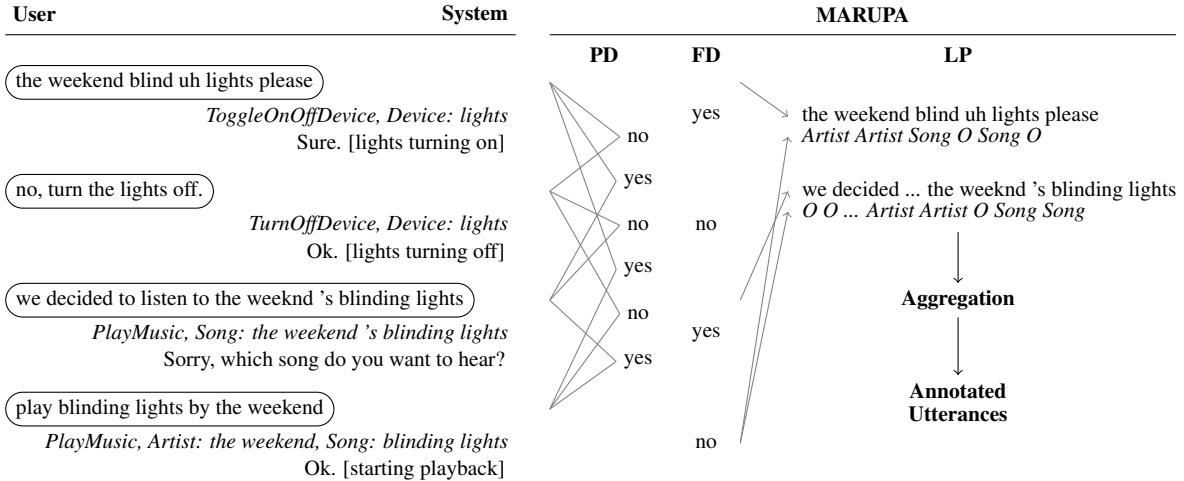 User System MARUPA
PD FD LP
the weekend blind uh lights please
ToggleOnOffDevice, Device: lights
Sure. [lights turning on]
no, turn the lights off.
TurnOffDevice, Device: lights
Ok. [lights turning off]
we decided to listen to the weeknd 's blinding lights
PlayMusic, Song: the weekend 's blinding lights
Sorry, which song do you want to hear?
play blinding lights by the weekend
PlayMusic, Artist: the weekend, Song: blinding lights
Ok. [starting playback]
no
yes
no
yes
no
yes
yes
no
yes
no
the weekend blind uh lights please
Artist Artist Song O Song O
we decided ... the weeknd 's blinding lights
O O ... Artist Artist O Song Song
Aggregation
Annotated
Utterances